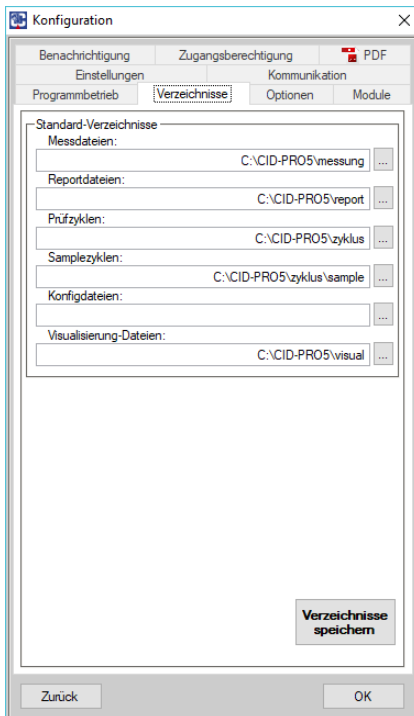 Konfiguration
Benachrichtigung Zugangsberechtigung PDF
Einstellungen Kommunikation
Programmbetrieb Verzeichnisse Optionen Module
Standard-Verzeichnisse
Messdateien:
C:\CID-PRO5\messung ...
Reportdateien:
C:\CID-PRO5\report ...
Prüfzyklen:
C:\CID-PRO5\zyklus ...
Samplezyklen:
C:\CID-PRO5\zyklus\sample ...
Konfigdateien:
...
Visualisierung-Dateien:
C:\CID-PRO5\visual ...
Verzeichnisse
speichern
Zurück OK